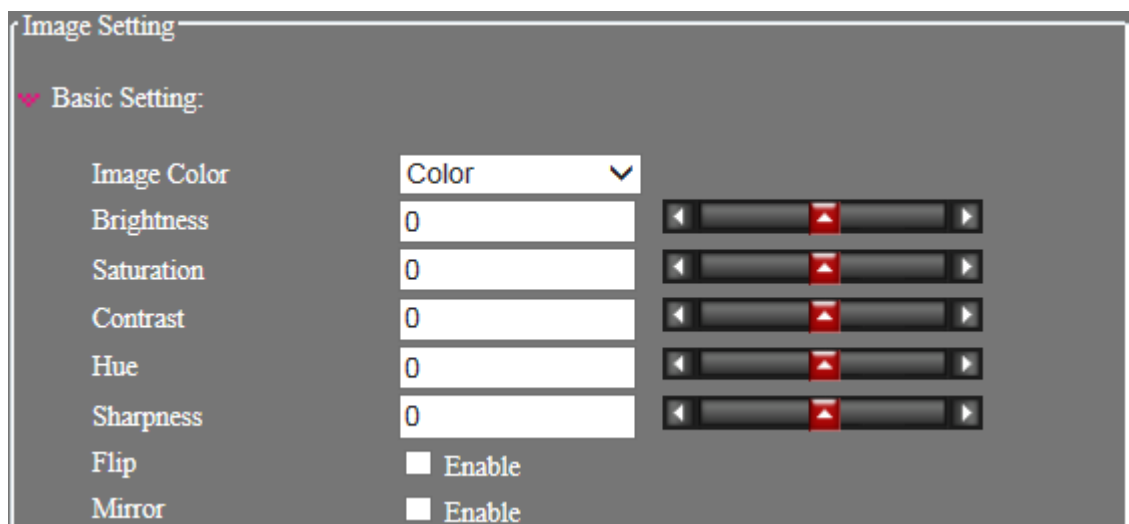 Image Setting
Basic Setting:
Image Color Color
Brightness 0
Saturation 0
Contrast 0
Hue 0
Sharpness 0
Flip Enable
Mirror Enable